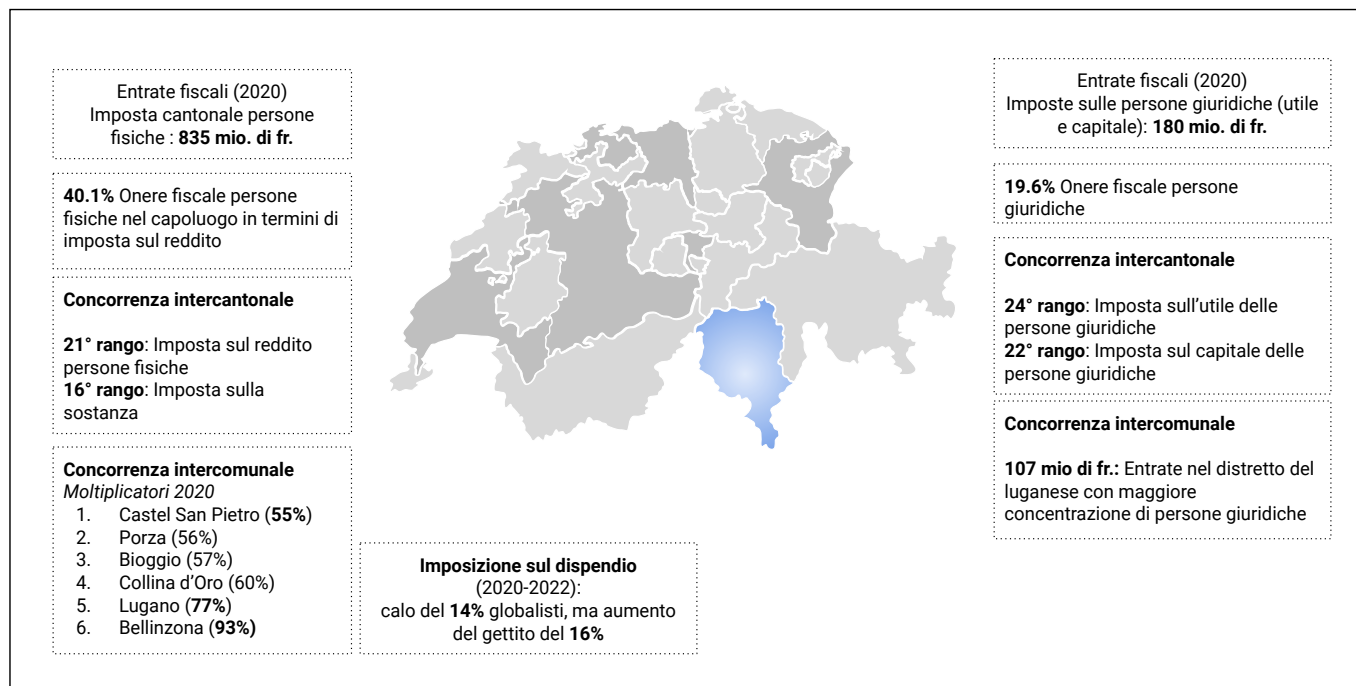 Entrate fiscali (2020)
Imposta cantonale persone
fisiche : 835 mio. di fr.
40.1% Onere fiscale persone
fisiche nel capoluogo in termini di
imposta sul reddito
Concorrenza intercantonale
21° rango: Imposta sul reddito
persone fisiche
16° rango: Imposta sulla
sostanza
Concorrenza intercomunale
Moltiplicatori 2020
1. Castel San Pietro (55%)
2. Porza (56%)
3. Bioggio (57%)
4. Collina d’Oro (60%)
5. Lugano (77%)
6. Bellinzona (93%)
Imposizione sul dispendio
(2020-2022):
calo del 14% globalisti, ma aumento
del gettito del 16%
Entrate fiscali (2020)
Imposte sulle persone giuridiche (utile
e capitale): 180 mio. di fr.
19.6% Onere fiscale persone
giuridiche
Concorrenza intercantonale
24° rango: Imposta sull’utile delle
persone giuridiche
22° rango: Imposta sul capitale delle
persone giuridiche
Concorrenza intercomunale
107 mio di fr.: Entrate nel distretto del
luganese con maggiore
concentrazione di persone giuridiche